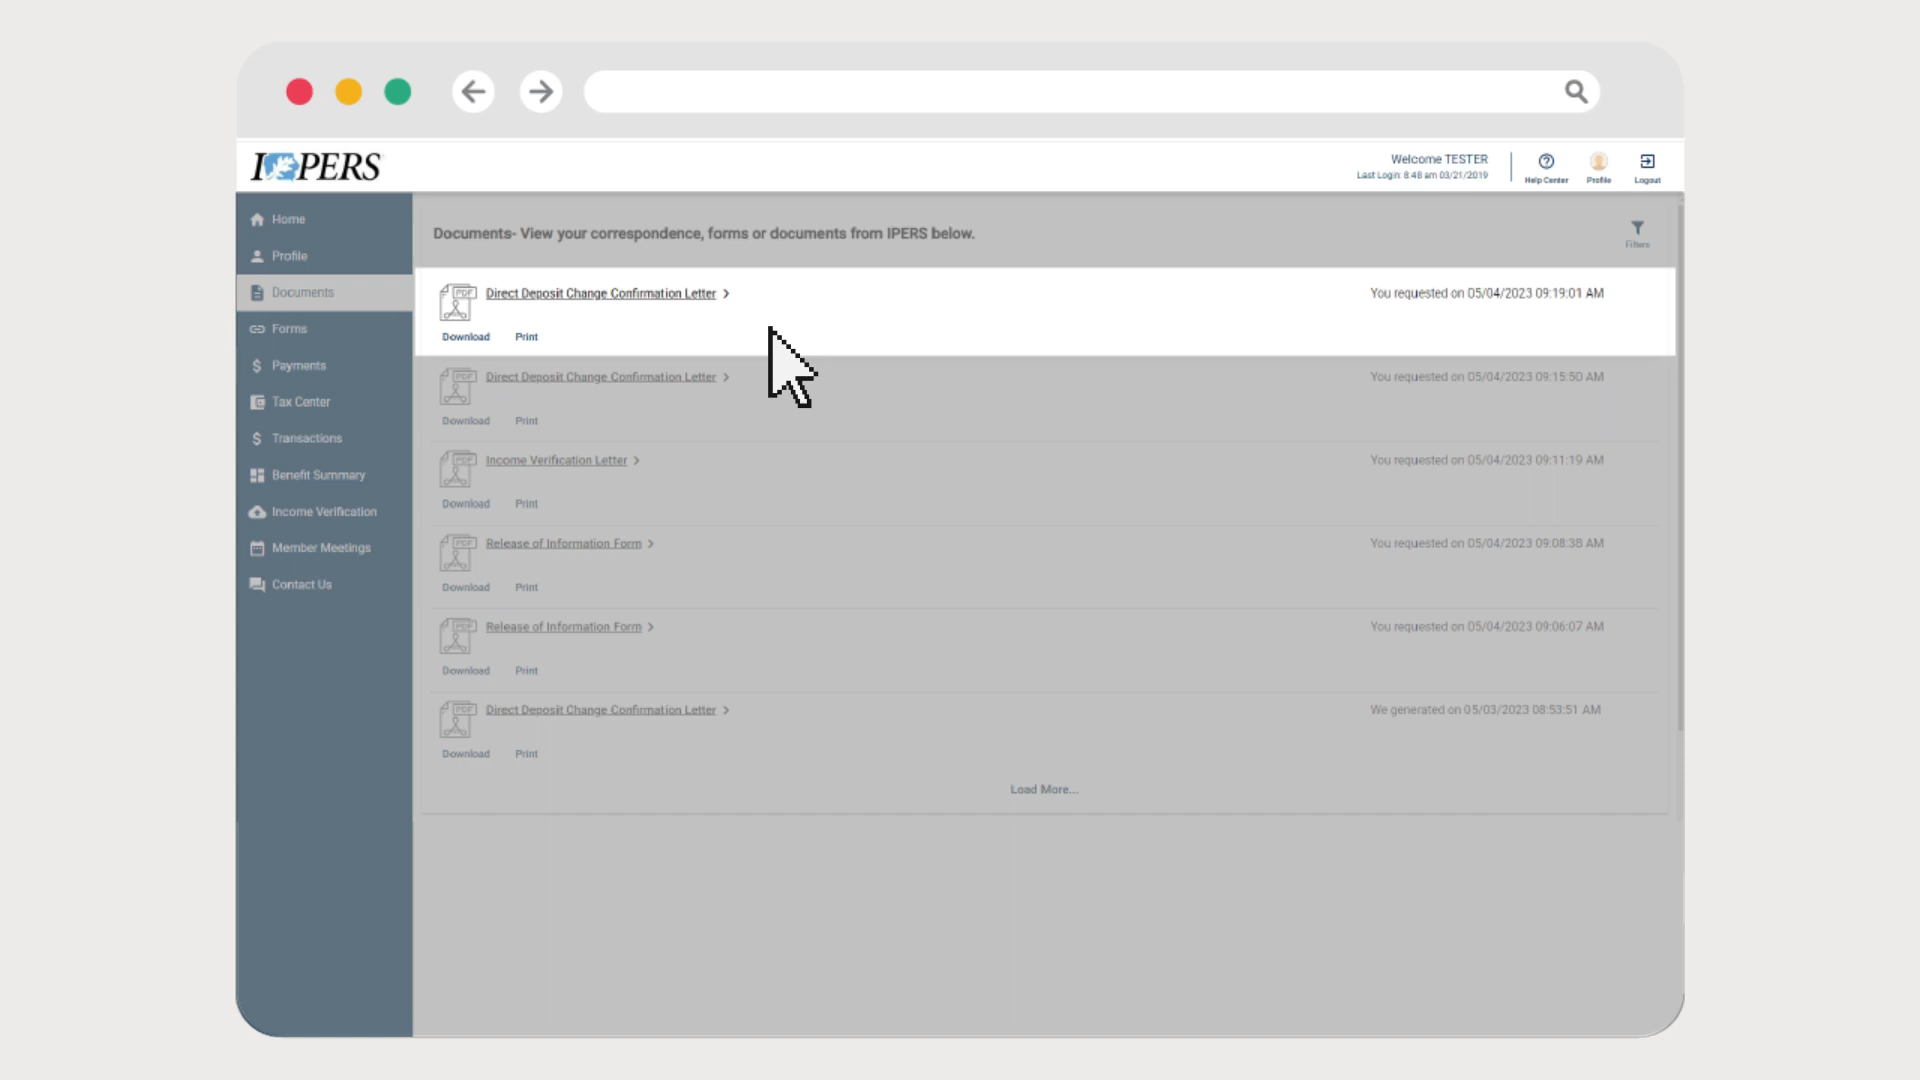 I PERS
Welcome TESTER
Last Login: 8:48 am 03/21/2019
Help Center
Profile
Logout
Home
Profile
Documents
Forms
Payments
Tax Center
Transactions
Benefit Summary
Income Verification
Member Meetings
Contact Us
Documents- View your correspondence, forms or documents from IPERS below.
Filters
PDF
Direct Deposit Change Confirmation Letter >
You requested on 05/04/2023 09:19:01 AM
Download Print
PDF
Direct Deposit Change Confirmation Letter >
You requested on 05/04/2023 09:15:50 AM
Download Print
PDF
Income Verification Letter >
You requested on 05/04/2023 09:11:19 AM
Download Print
PDF
Release of Information Form >
You requested on 05/04/2023 09:08:38 AM
Download Print
PDF
Release of Information Form >
You requested on 05/04/2023 09:06:07 AM
Download Print
PDF
Direct Deposit Change Confirmation Letter >
We generated on 05/03/2023 08:53:51 AM
Download Print
Load More...